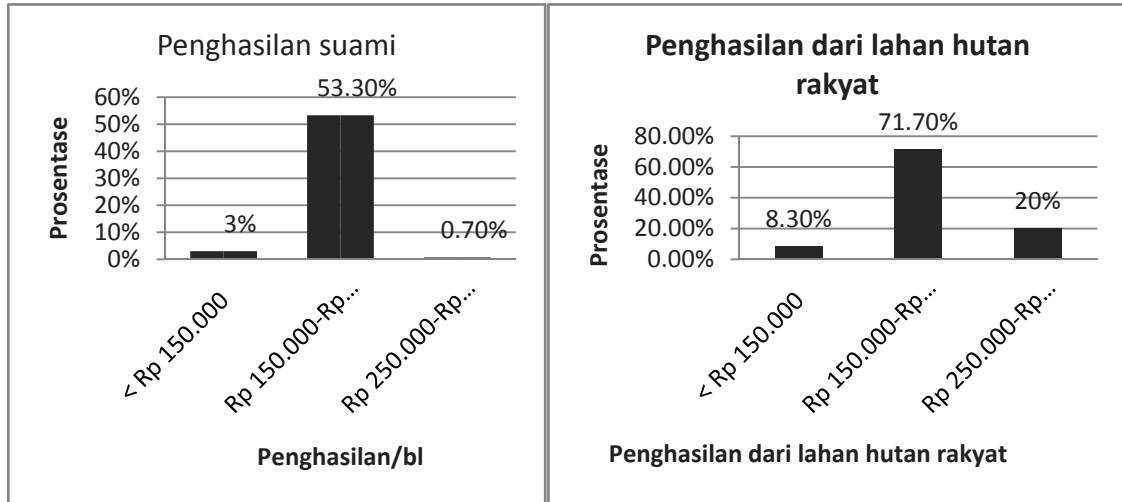 Penghasilan suami
53.30%
60%
50%
40%
30%
20%
10%
0%
3%
0.70%
Prosentase
< Rp 150.000
Rp 150.000-Rp...
Rp 250.000-Rp...
Penghasilan/bl
Penghasilan dari lahan hutan
rakyat
71.70%
80.00%
60.00%
40.00%
20.00%
0.00%
8.30%
20%
Prosentase
< Rp 150.000
Rp 150.000-Rp...
Rp 250.000-Rp...
Penghasilan dari lahan hutan rakyat